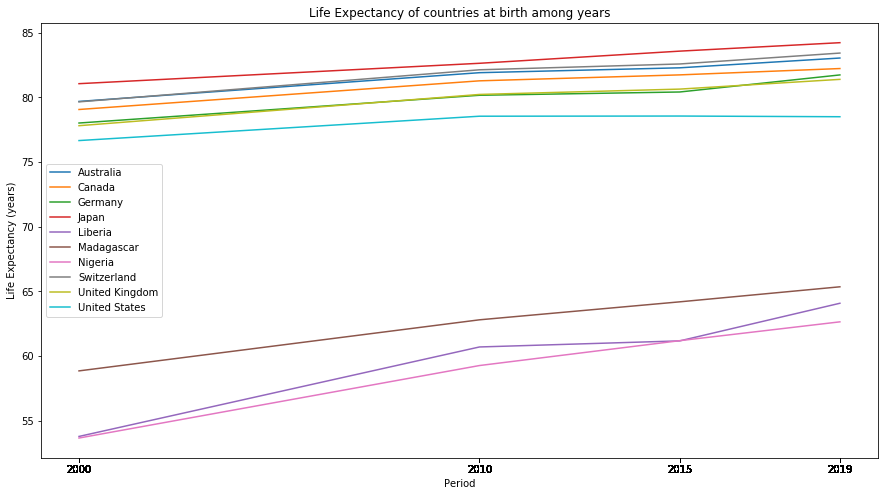 Life Expectancy of countries at birth among years
85
80
75
70
65
60
55
Life Expectancy (years)
Australia
Canada
Germany
Japan
Liberia
Madagascar
Nigeria
Switzerland
United Kingdom
United States
2000 2010 2015 2019
Period